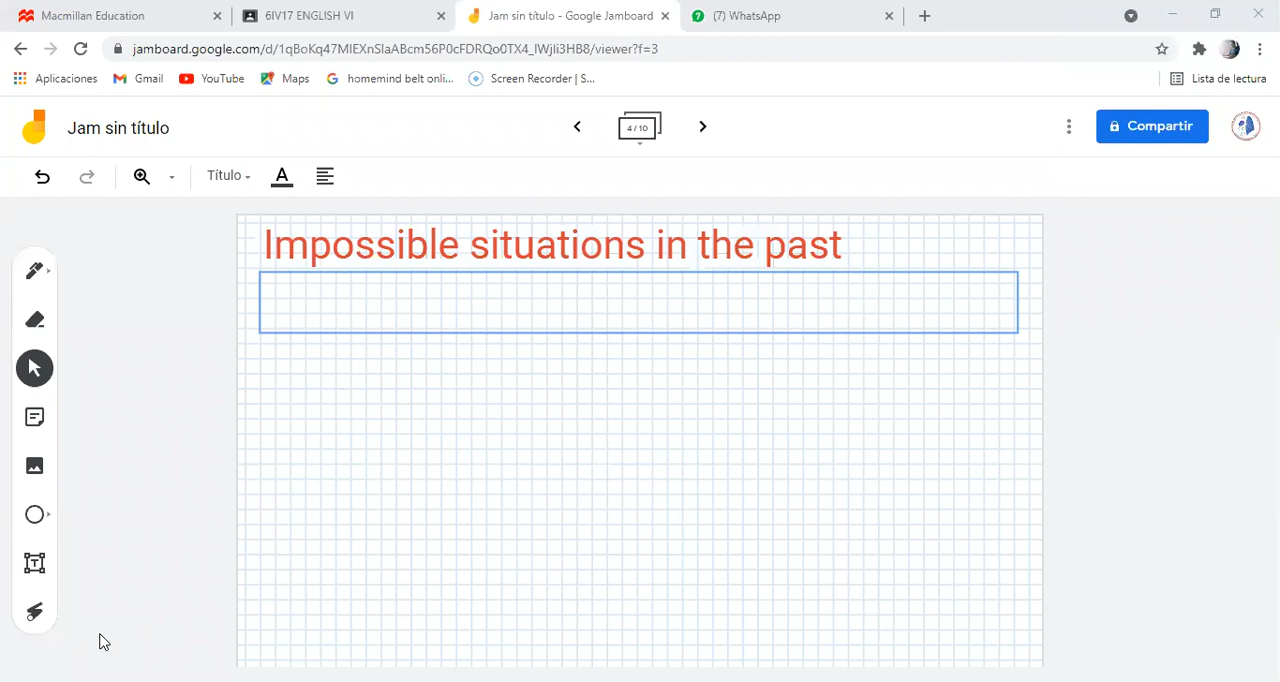 Macmillan Education
6IV17 ENGLISH VI
Jam sin título - Google Jamboard
(7) WhatsApp
jamboard.google.com/d/1qBoKq47MIEXnSlaABcm56P0cFDRQo0TX4_IWjli3HB8/viewer?f=3
Aplicaciones
Gmail
YouTube
Maps
homemind belt onli...
Screen Recorder | S...
Lista de lectura
Jam sin título
4 / 10
Compartir
Título
A
Impossible situations in the past
T